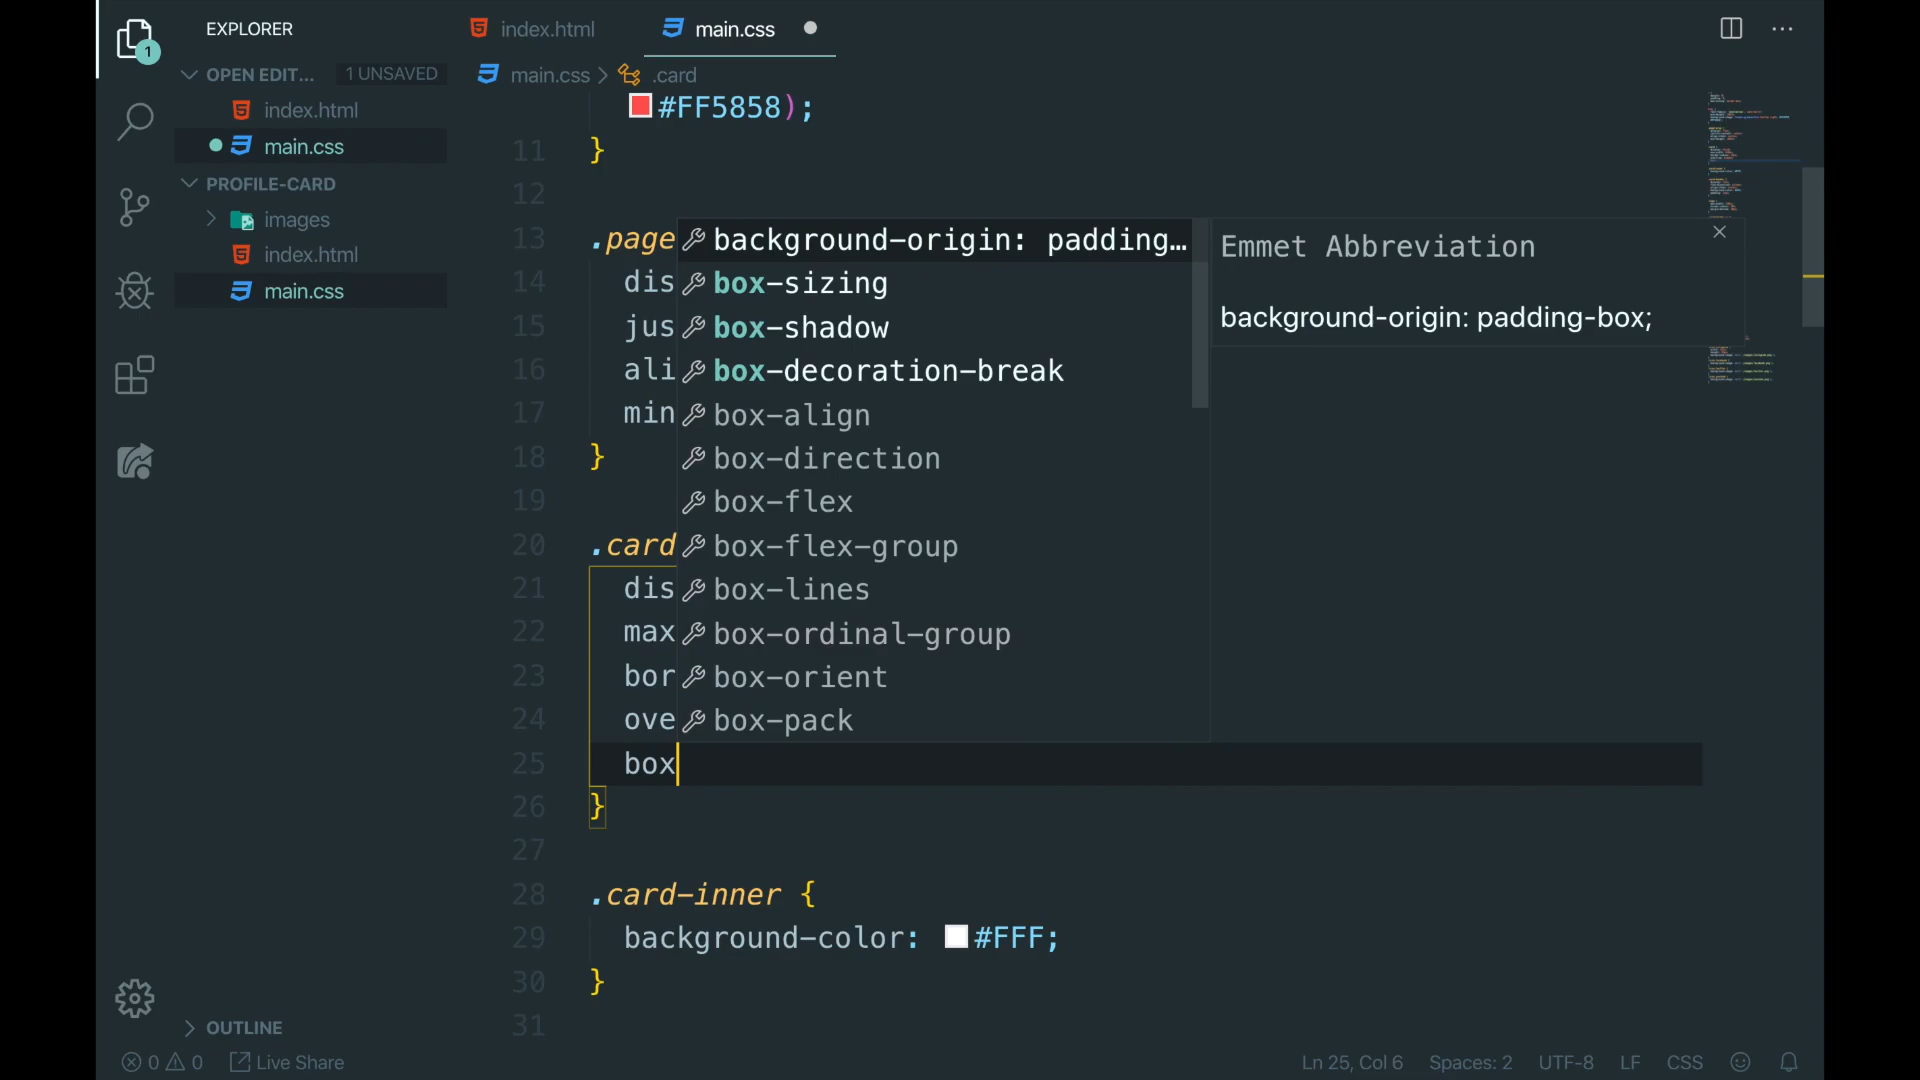 EXPLORER
OPEN EDIT... 1 UNSAVED
index.html
main.css
PROFILE-CARD
images
index.html
main.css
OUTLINE
1
index.html main.css
main.css > .card
#FF5858);
11 }
12
13 .page
14 dis
15 jus
16 ali
17 min
18 }
19
20 .card
21 dis
22 max
23 bor
24 ove
25 box
26 }
27
28 .card-inner {
29 background-color: #FFF;
30 }
31
background-origin: padding…
box-sizing
box-shadow
box-decoration-break
box-align
box-direction
box-flex
box-flex-group
box-lines
box-ordinal-group
box-orient
box-pack
Emmet Abbreviation
background-origin: padding-box;
0 0 Live Share Ln 25, Col 6 Spaces: 2 UTF-8 LF CSS